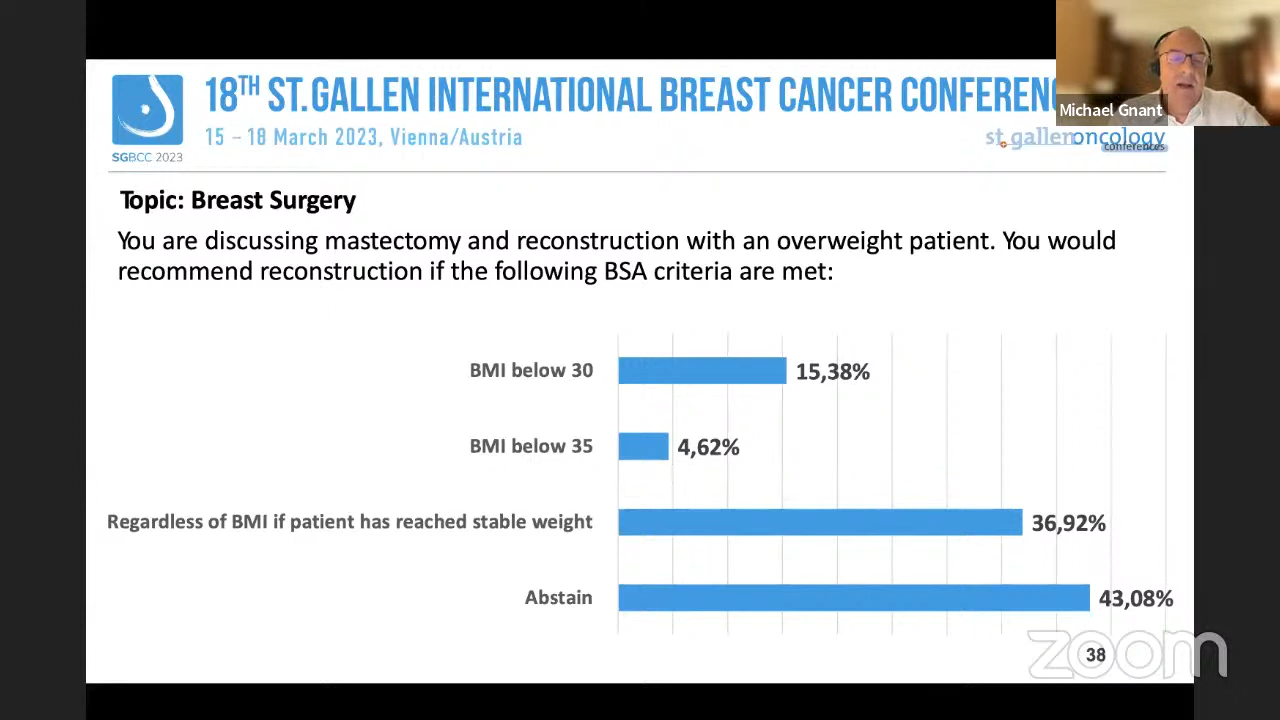 18TH ST.GALLEN INTERNATIONAL BREAST CANCER CONFEREN
15 – 18 March 2023, Vienna/Austria
SGBCC 2023
Michael Gnant
st.gallenoncology
conferences
Topic: Breast Surgery
You are discussing mastectomy and reconstruction with an overweight patient. You would
recommend reconstruction if the following BSA criteria are met:
BMI below 30 15,38%
BMI below 35 4,62%
Regardless of BMI if patient has reached stable weight 36,92%
Abstain 43,08%
zoom
38